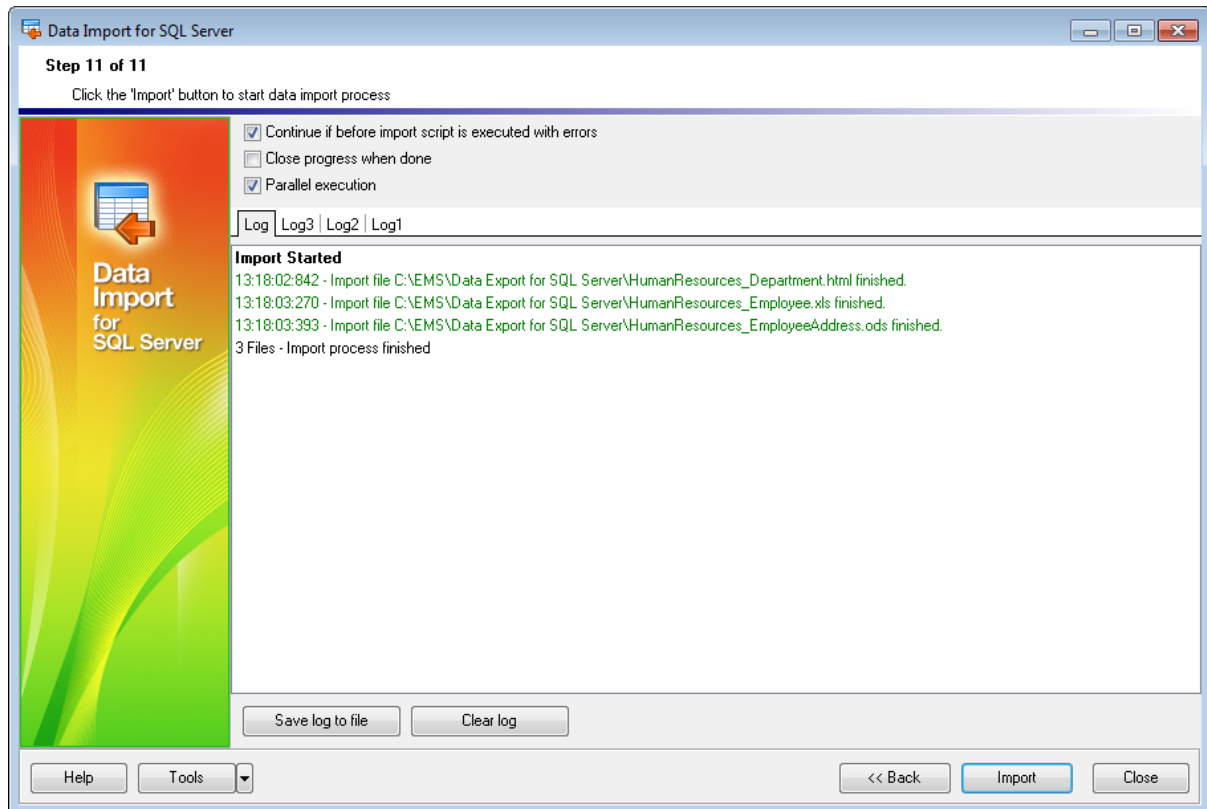 Data Import for SQL Server
Step 11 of 11
Click the 'Import' button to start data import process
Continue if before import script is executed with errors
Close progress when done
Parallel execution
Log Log3 Log2 Log1
Data
Import
for
SQL Server
Import Started
13:18:02:842 - Import file C:\EMS\Data Export for SQL Server\HumanResources_Department.html finished.
13:18:03:270 - Import file C:\EMS\Data Export for SQL Server\HumanResources_Employee.xls finished.
13:18:03:393 - Import file C:\EMS\Data Export for SQL Server\HumanResources_EmployeeAddress.ods finished.
3 Files - Import process finished
Save log to file Clear log
Help Tools << Back Import Close